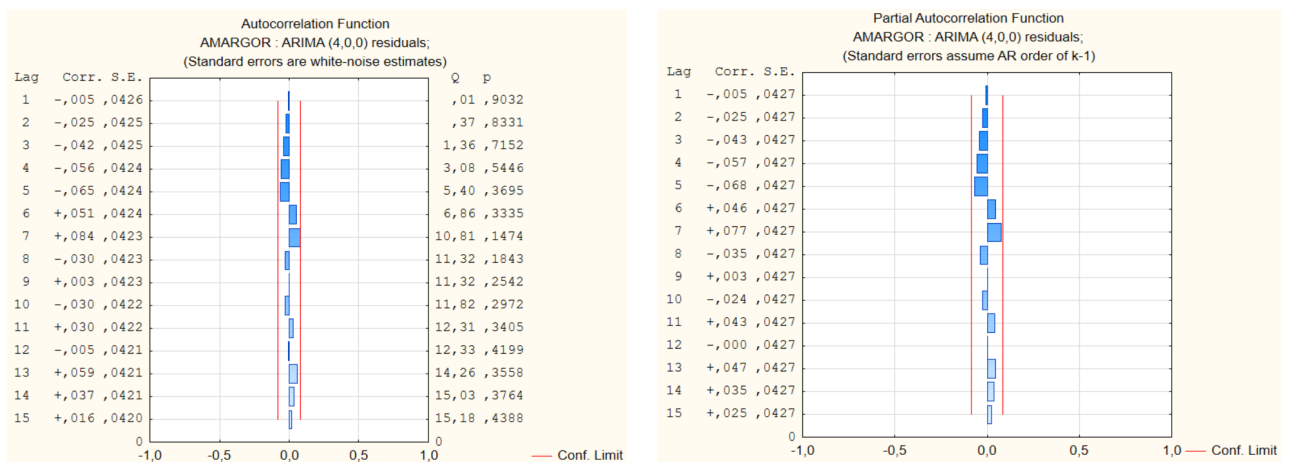 Autocorrelation Function
AMARGOR : ARIMA (4,0,0) residuals;
(Standard errors are white-noise estimates)
Lag Corr. S.E. Q p
1 -,005 ,0426 ,01 ,9032
2 -,025 ,0425 ,37 ,8331
3 -,042 ,0425 1,36 ,7152
4 -,056 ,0424 3,08 ,5446
5 -,065 ,0424 5,40 ,3695
6 +,051 ,0424 6,86 ,3335
7 +,084 ,0423 10,81 ,1474
8 -,030 ,0423 11,32 ,1843
9 +,003 ,0423 11,32 ,2542
10 -,030 ,0422 11,82 ,2972
11 +,030 ,0422 12,31 ,3405
12 -,005 ,0421 12,33 ,4199
13 +,059 ,0421 14,26 ,3558
14 +,037 ,0421 15,03 ,3764
15 +,016 ,0420 15,18 ,4388
0 0
-1,0 -0,5 0,0 0,5 1,0 Conf. Limit
Partial Autocorrelation Function
AMARGOR : ARIMA (4,0,0) residuals;
(Standard errors assume AR order of k-1)
Lag Corr. S.E.
1 -,005 ,0427
2 -,025 ,0427
3 -,043 ,0427
4 -,057 ,0427
5 -,068 ,0427
6 +,046 ,0427
7 +,077 ,0427
8 -,035 ,0427
9 +,003 ,0427
10 -,024 ,0427
11 +,043 ,0427
12 -,000 ,0427
13 +,047 ,0427
14 +,035 ,0427
15 +,025 ,0427
0
-1,0 -0,5 0,0 0,5 1,0 Conf. Limit